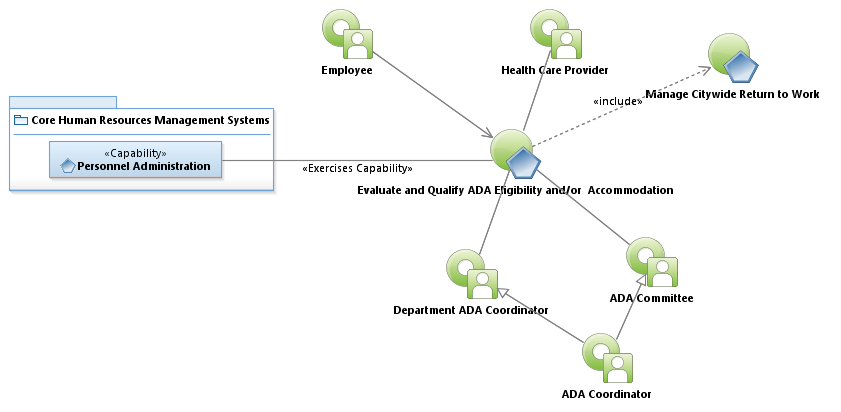 Employee
Health Care Provider
Manage Citywide Return to Work
«include»
Core Human Resources Management Systems
«Capability»
Personnel Administration
«Exercises Capability»
Evaluate and Qualify ADA Eligibility and/or  Accommodation
Department ADA Coordinator
ADA Committee
ADA Coordinator